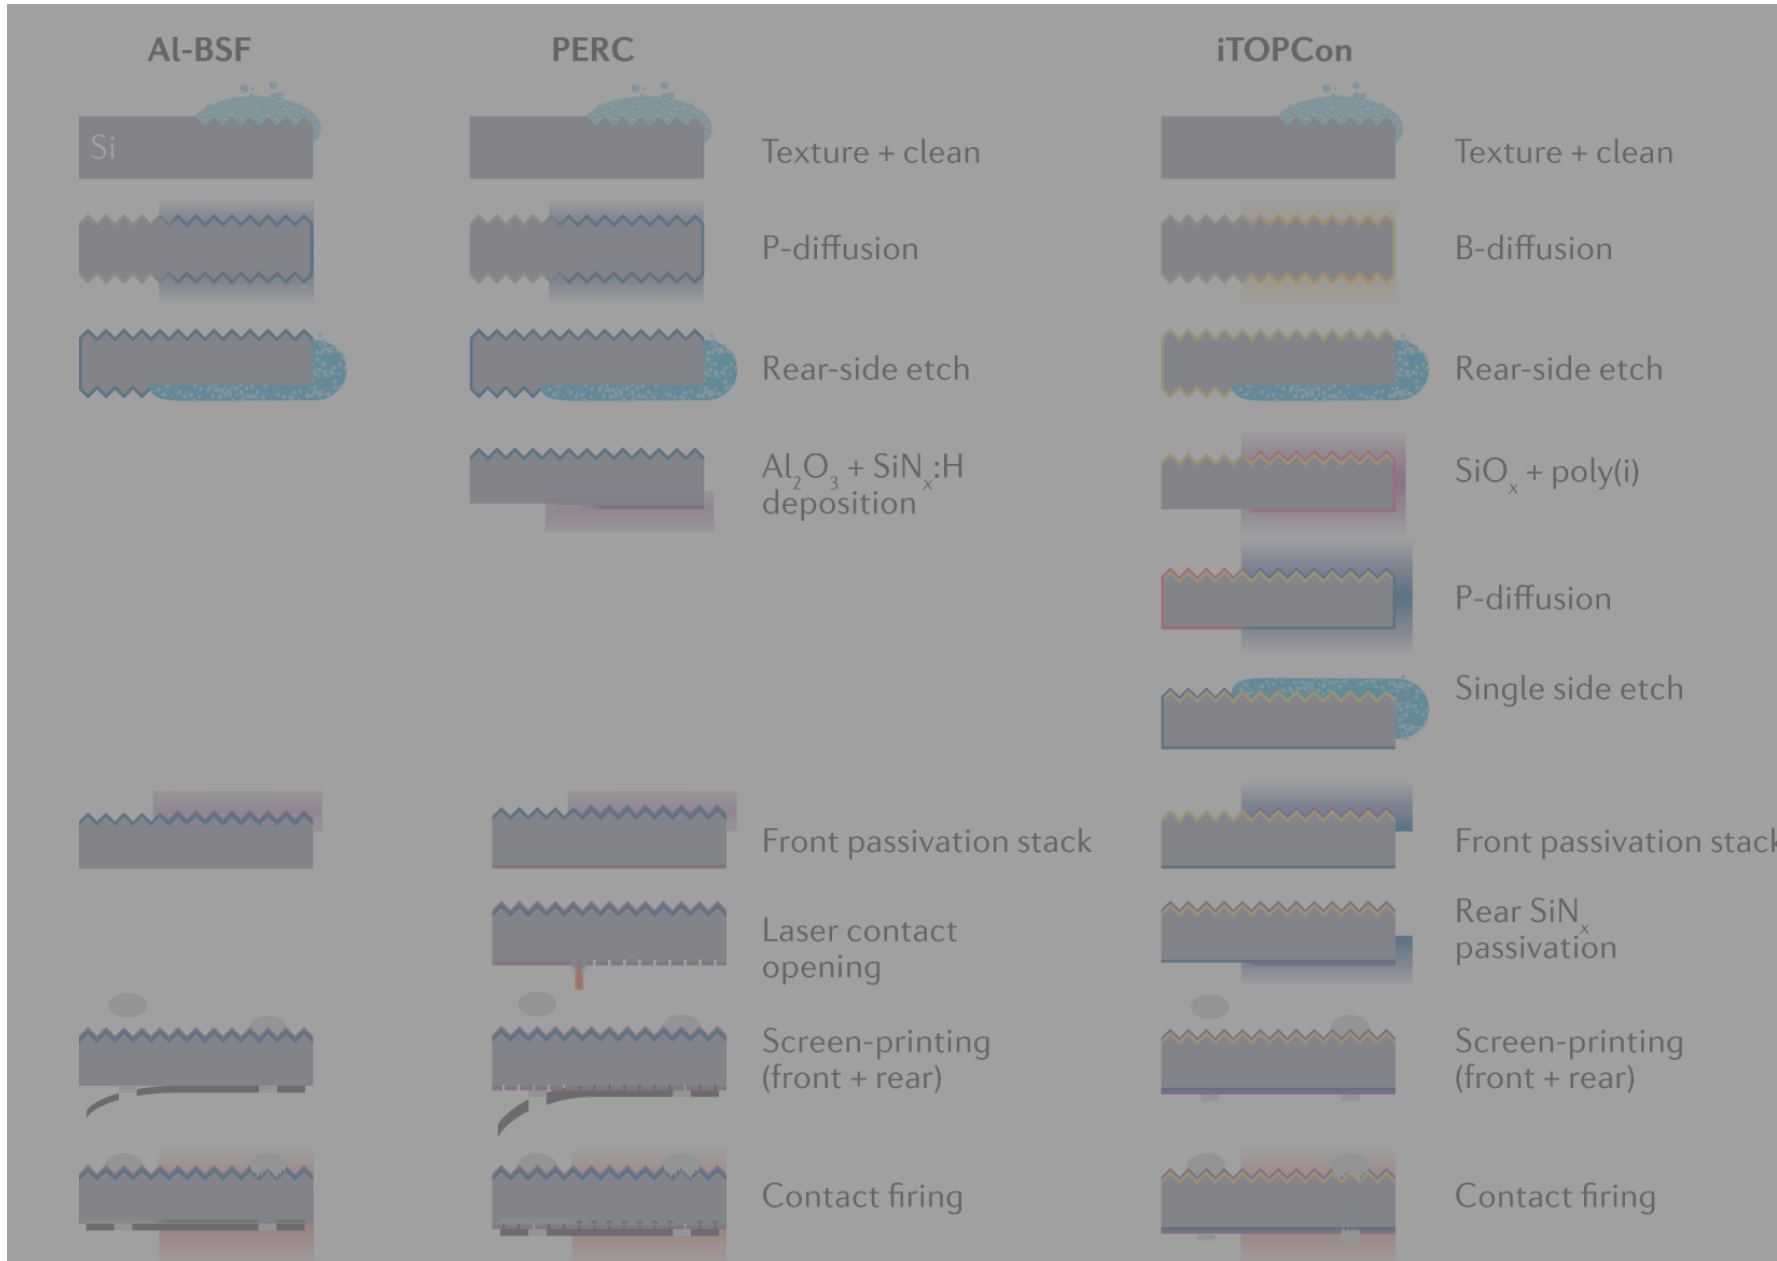 Al-BSF
PERC
iTOPCon
Si
Texture + clean
Texture + clean
P-diffusion
B-diffusion
Rear-side etch
Rear-side etch
Al₂O₃ + SiNₓ:H
deposition
SiOₓ + poly(i)
P-diffusion
Single side etch
Front passivation stack
Front passivation stack
Laser contact
opening
Rear SiNₓ
passivation
Screen-printing
(front + rear)
Screen-printing
(front + rear)
Contact firing
Contact firing